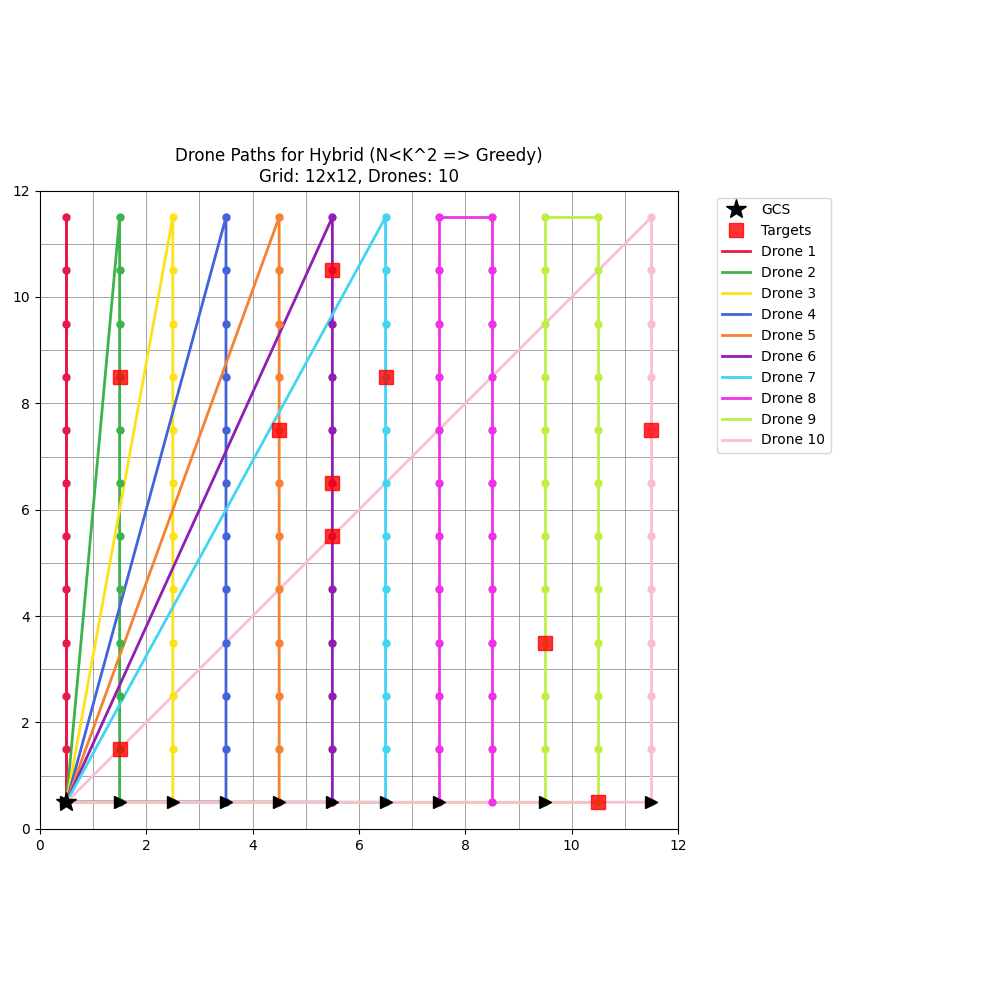 Drone Paths for Hybrid (N<K^2 => Greedy)
Grid: 12x12, Drones: 10
12
10
8
6
4
2
0
0 2 4 6 8 10 12
GCS
Targets
Drone 1
Drone 2
Drone 3
Drone 4
Drone 5
Drone 6
Drone 7
Drone 8
Drone 9
Drone 10